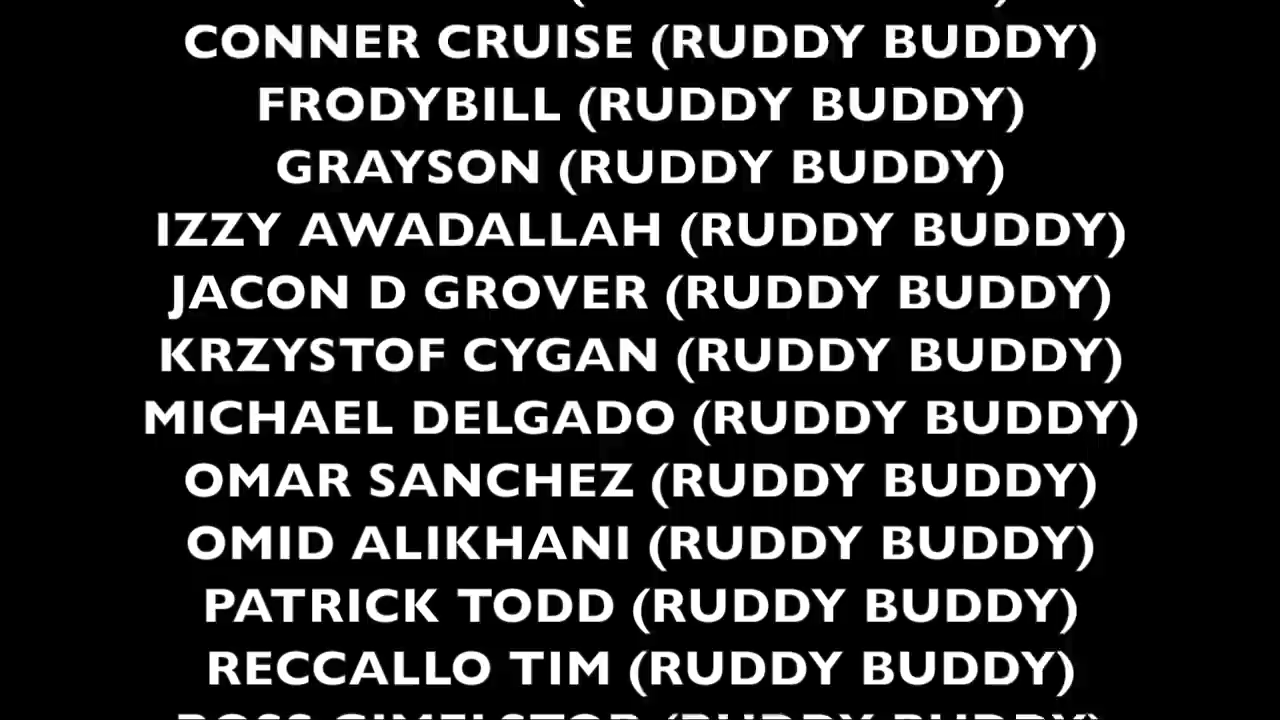 CONNER CRUISE (RUDDY BUDDY)
FRODYBILL (RUDDY BUDDY)
GRAYSON (RUDDY BUDDY)
IZZY AWADALLAH (RUDDY BUDDY)
JACON D GROVER (RUDDY BUDDY)
KRZYSTOF CYGAN (RUDDY BUDDY)
MICHAEL DELGADO (RUDDY BUDDY)
OMAR SANCHEZ (RUDDY BUDDY)
OMID ALIKHANI (RUDDY BUDDY)
PATRICK TODD (RUDDY BUDDY)
RECCALLO TIM (RUDDY BUDDY)